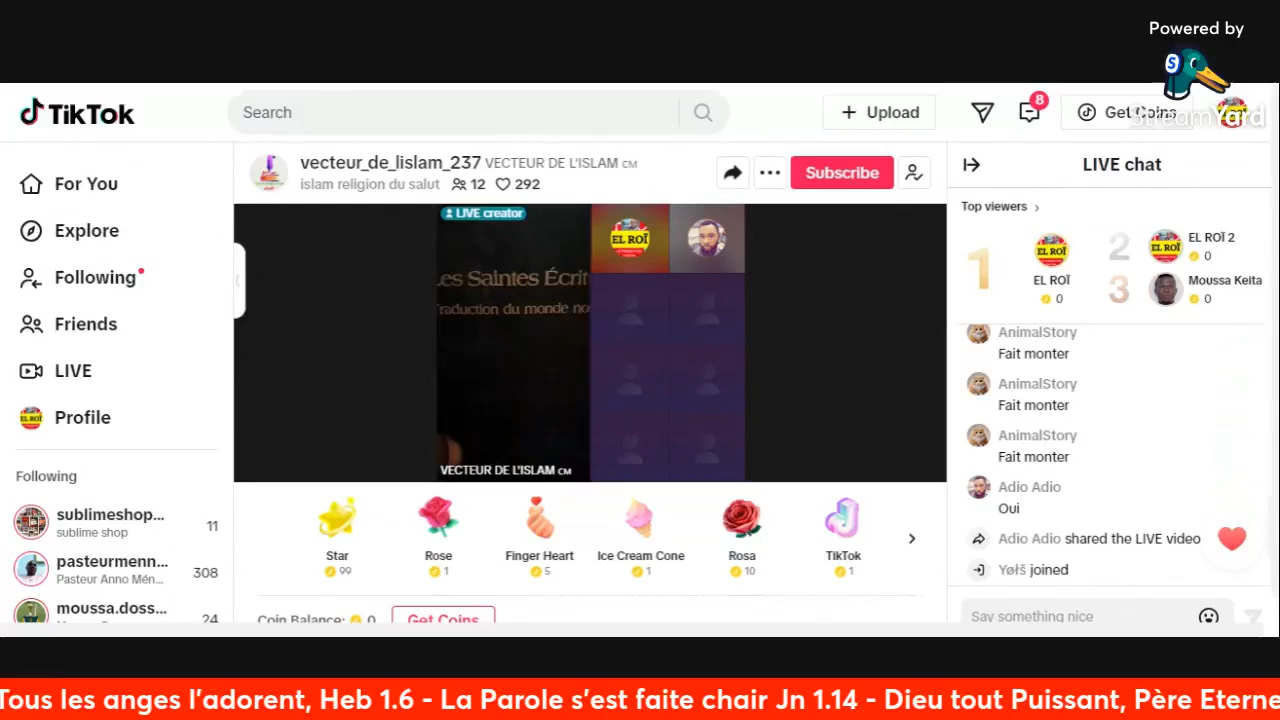 Powered by
StreamYard
TikTok
Search
Upload
8
Get Coins
For You
Explore
Following
Friends
LIVE
Profile
Following
sublimeshop...
sublime shop
11
pasteurmenn...
Pasteur Anno Mén...
308
moussa.doss...
24
vecteur_de_lislam_237 VECTEUR DE L'ISLAM CM
islam religion du salut 12 292
Subscribe
LIVE creator
EL ROÏ
Les Saintes Écrit
Traduction du monde no
VECTEUR DE L'ISLAM CM
Star
99
Rose
1
Finger Heart
5
Ice Cream Cone
1
Rosa
10
TikTok
1
Coin Balance: 0
Get Coins
LIVE chat
Top viewers
1
EL ROÏ
0
2
EL ROÏ 2
0
3
Moussa Keita
0
AnimalStory
Fait monter
AnimalStory
Fait monter
AnimalStory
Fait monter
Adio Adio
Oui
Adio Adio shared the LIVE video
Yøłš joined
Say something nice
Tous les anges l'adorent, Heb 1.6 - La Parole s'est faite chair Jn 1.14 - Dieu tout Puissant, Père Eterne